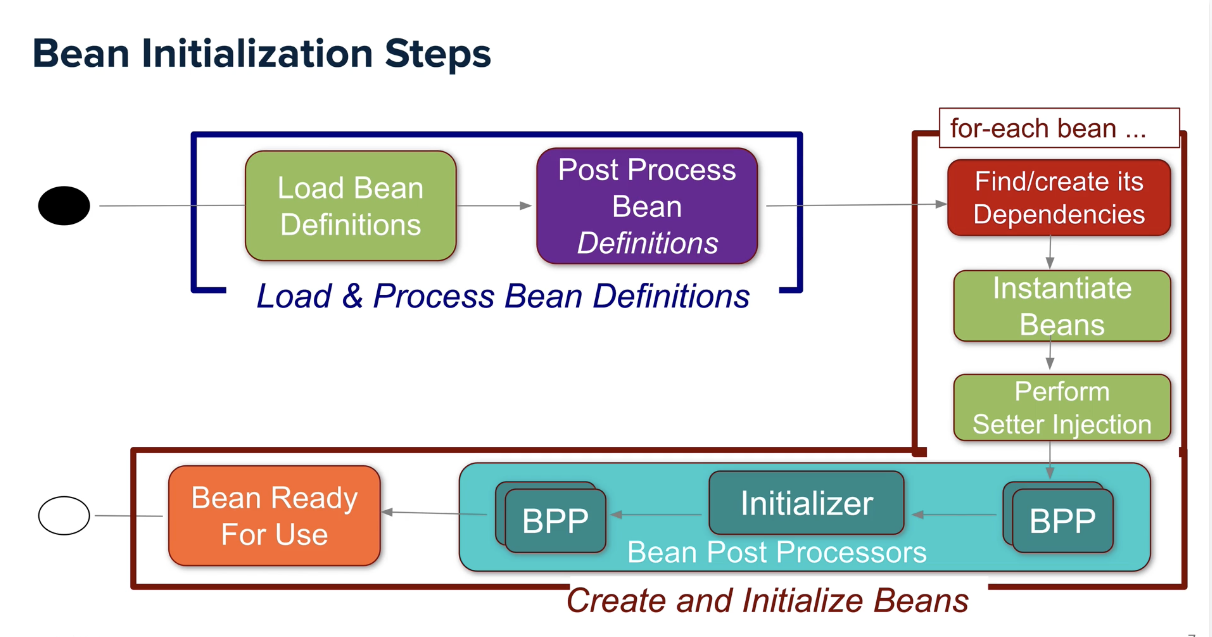 Bean Initialization Steps
for-each bean ...
Load Bean
Definitions
Post Process
Bean
Definitions
Find/create its
Dependencies
Load & Process Bean Definitions
Instantiate
Beans
Perform
Setter Injection
BPP
Initializer
BPP
Bean Post Processors
Bean Ready
For Use
Create and Initialize Beans